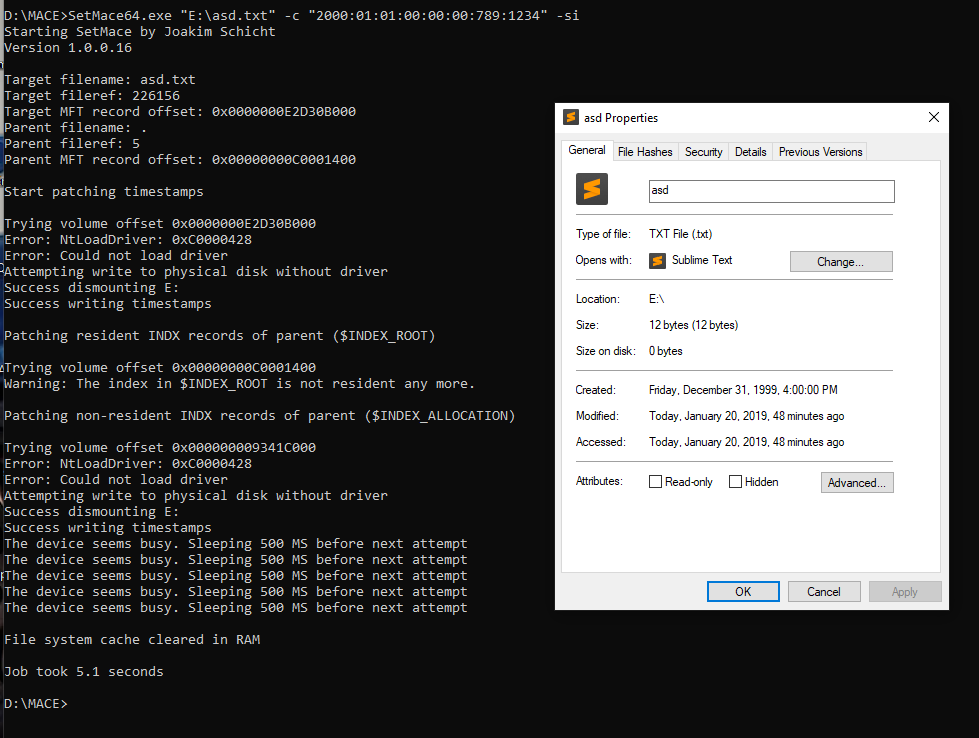 D:\MACE>SetMace64.exe "E:\asd.txt" -c "2000:01:01:00:00:00:789:1234" -si
Starting SetMace by Joakim Schicht
Version 1.0.0.16
Target filename: asd.txt
Target fileref: 226156
Target MFT record offset: 0x0000000E2D30B000
Parent filename: .
Parent fileref: 5
Parent MFT record offset: 0x00000000C0001400
Start patching timestamps
Trying volume offset 0x0000000E2D30B000
Error: NtLoadDriver: 0xC0000428
Error: Could not load driver
Attempting write to physical disk without driver
Success dismounting E:
Success writing timestamps
Patching resident INDX records of parent ($INDEX_ROOT)
Trying volume offset 0x00000000C0001400
Warning: The index in $INDEX_ROOT is not resident any more.
Patching non-resident INDX records of parent ($INDEX_ALLOCATION)
Trying volume offset 0x000000009341C000
Error: NtLoadDriver: 0xC0000428
Error: Could not load driver
Attempting write to physical disk without driver
Success dismounting E:
Success writing timestamps
The device seems busy. Sleeping 500 MS before next attempt
The device seems busy. Sleeping 500 MS before next attempt
The device seems busy. Sleeping 500 MS before next attempt
The device seems busy. Sleeping 500 MS before next attempt
The device seems busy. Sleeping 500 MS before next attempt
File system cache cleared in RAM
Job took 5.1 seconds
D:\MACE>
asd Properties
General File Hashes Security Details Previous Versions
asd
Type of file: TXT File (.txt)
Opens with: Sublime Text Change...
Location: E:\
Size: 12 bytes (12 bytes)
Size on disk: 0 bytes
Created: Friday, December 31, 1999, 4:00:00 PM
Modified: Today, January 20, 2019, 48 minutes ago
Accessed: Today, January 20, 2019, 48 minutes ago
Attributes: Read-only Hidden Advanced...
OK Cancel Apply